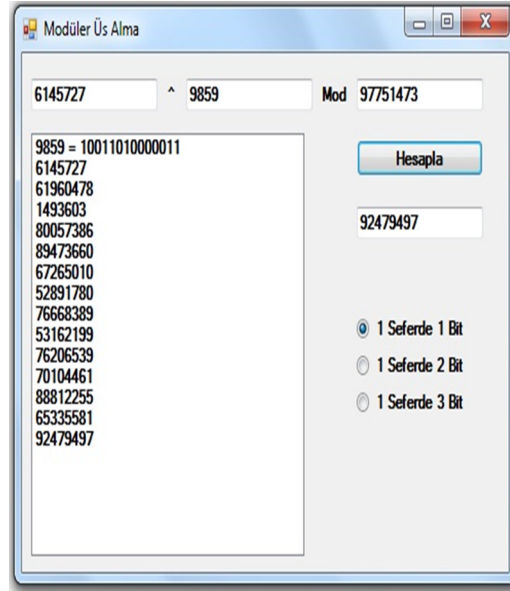 Modüler Üs Alma
6145727 ^ 9859 Mod 97751473
9859 = 10011010000011
6145727
61960478
1493603
80057386
89473660
67265010
52891780
76668389
53162199
76206539
70104461
88812255
65335581
92479497
Hesapla
92479497
1 Seferde 1 Bit
1 Seferde 2 Bit
1 Seferde 3 Bit